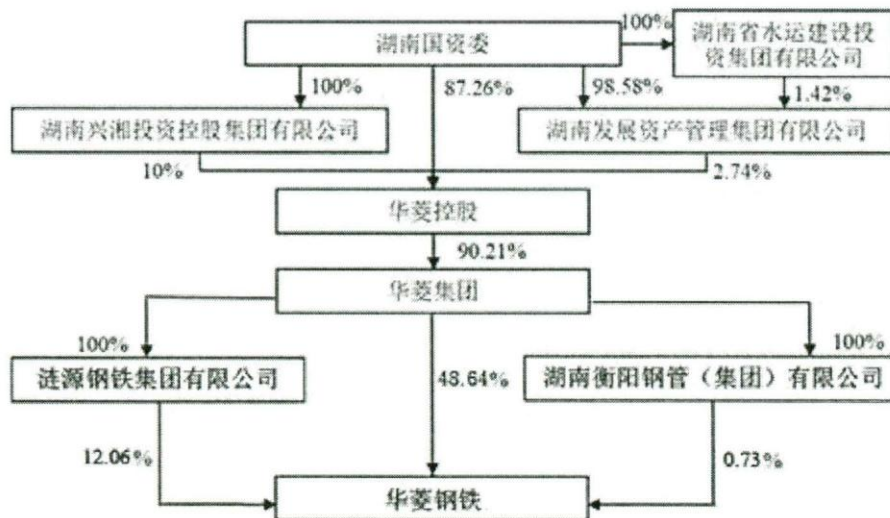 湖南国资委
100%
湖南省水运建设投
资集团有限公司
100%
87.26%
98.58%
1.42%
湖南兴湘投资控股集团有限公司
湖南发展资产管理集团有限公司
10%
2.74%
华菱控股
90.21%
华菱集团
100%
100%
涟源钢铁集团有限公司
48.64%
湖南衡阳钢管（集团）有限公司
12.06%
0.73%
华菱钢铁